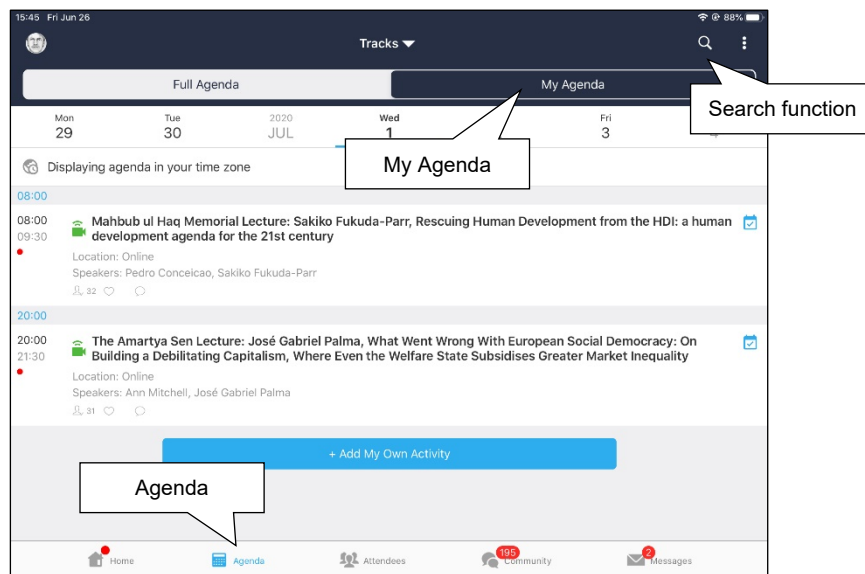 15:45 Fri Jun 26 88%
Tracks
Full Agenda My Agenda
Search function
Mon Tue 2020 Wed Fri
29 30 JUL 1 3
My Agenda
Displaying agenda in your time zone
08:00
08:00 Mahbub ul Haq Memorial Lecture: Sakiko Fukuda-Parr, Rescuing Human Development from the HDI: a human
09:30 development agenda for the 21st century
Location: Online
Speakers: Pedro Conceicao, Sakiko Fukuda-Parr
32
20:00
20:00 The Amartya Sen Lecture: José Gabriel Palma, What Went Wrong With European Social Democracy: On
21:30 Building a Debilitating Capitalism, Where Even the Welfare State Subsidises Greater Market Inequality
Location: Online
Speakers: Ann Mitchell, José Gabriel Palma
31
+ Add My Own Activity
Agenda
Home Agenda Attendees 195 Community 2 Messages